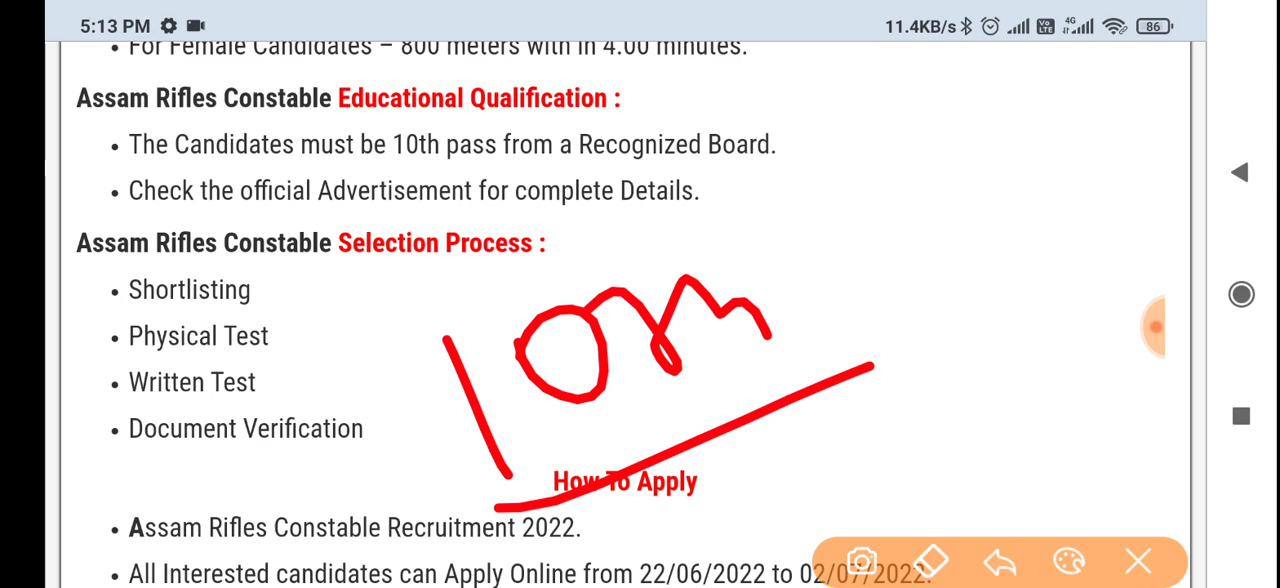 5:13 PM 11.4KB/s Vo LTE 4G 86
• For Female Candidates – 800 meters with in 4.00 minutes.
Assam Rifles Constable Educational Qualification :
• The Candidates must be 10th pass from a Recognized Board.
• Check the official Advertisement for complete Details.
Assam Rifles Constable Selection Process :
• Shortlisting
• Physical Test
• Written Test
• Document Verification
How To Apply
• Assam Rifles Constable Recruitment 2022.
• All Interested candidates can Apply Online from 22/06/2022 to 02/07/2022.